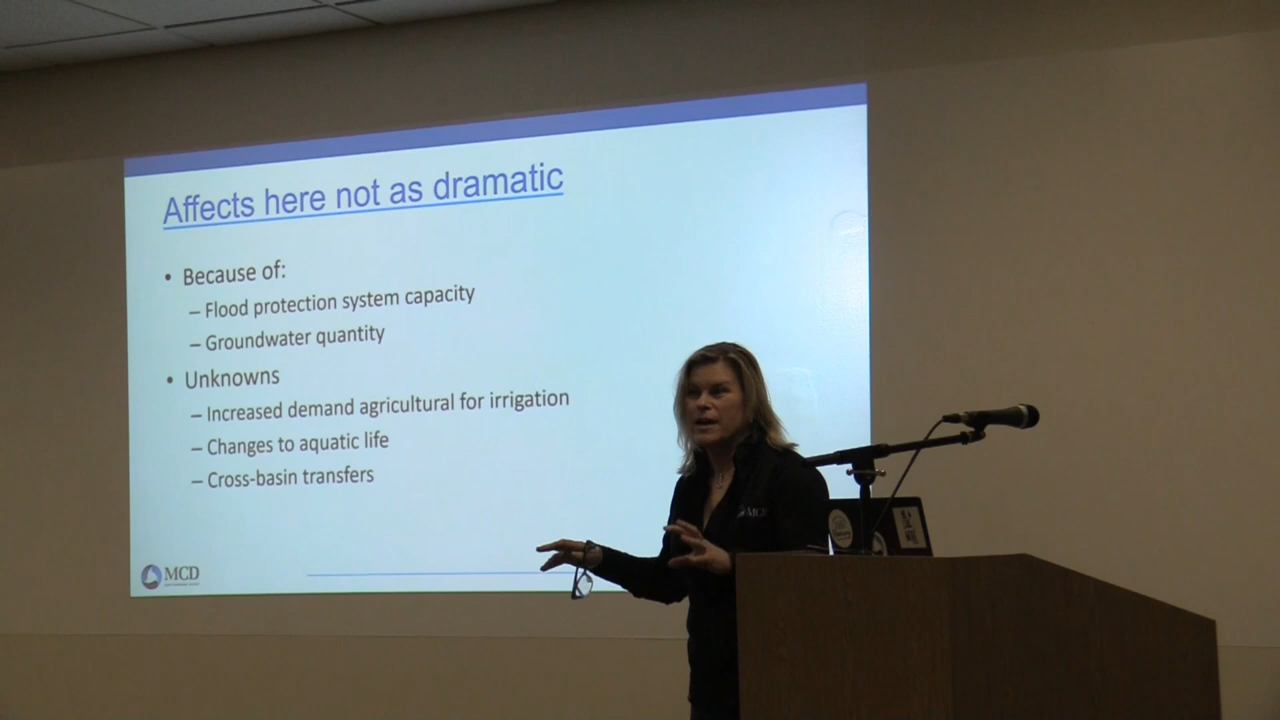 Affects here not as dramatic
• Because of:
– Flood protection system capacity
– Groundwater quantity
• Unknowns
– Increased demand agricultural for irrigation
– Changes to aquatic life
– Cross-basin transfers
MCD